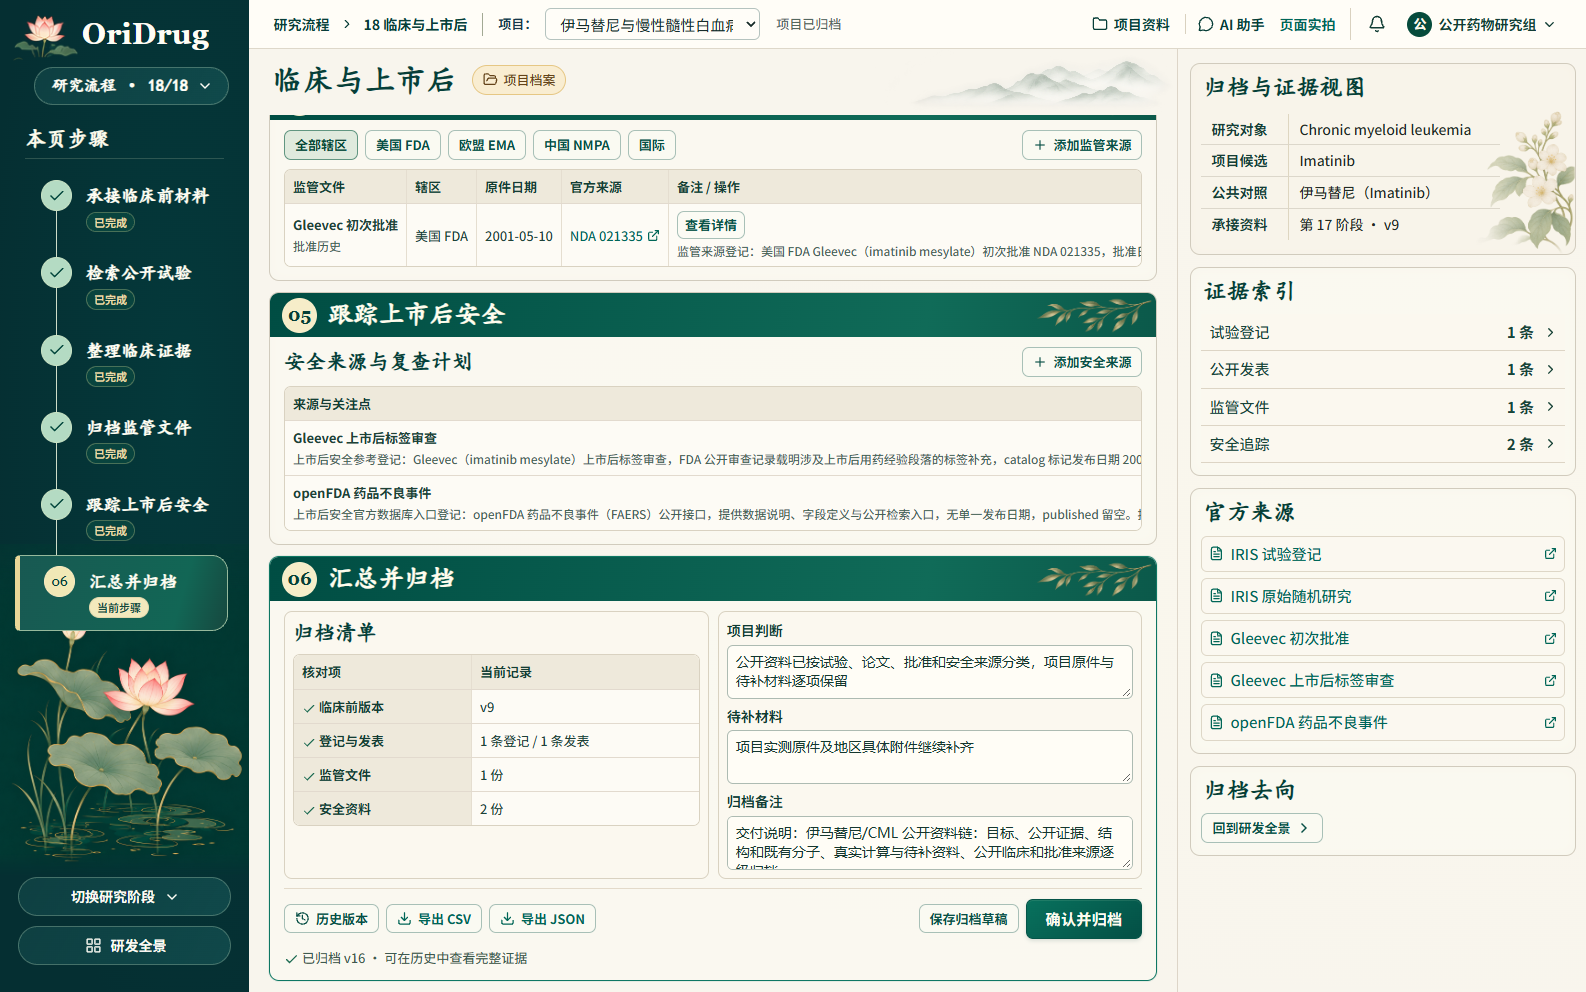 OriDrug
研究流程 • 18/18
本页步骤
承接临床前材料
已完成
检索公开试验
已完成
整理临床证据
已完成
归档监管文件
已完成
跟踪上市后安全
已完成
06
汇总并归档
当前步骤
切换研究阶段
研发全景
研究流程 > 18 临床与上市后
项目：
伊马替尼与慢性髓性白血病
项目已归档
项目资料
AI 助手
页面实拍
公
公开药物研究组
临床与上市后
项目档案
全部辖区
美国 FDA
欧盟 EMA
中国 NMPA
国际
+ 添加监管来源
监管文件 辖区 原件日期 官方来源 备注 / 操作
Gleevec 初次批准
批准历史
美国 FDA
2001-05-10
NDA 021335
查看详情
监管来源登记：美国 FDA Gleevec（imatinib mesylate）初次批准 NDA 021335，批准日
05 跟踪上市后安全
安全来源与复查计划
+ 添加安全来源
来源与关注点
Gleevec 上市后标签审查
上市后安全参考登记：Gleevec（imatinib mesylate）上市后标签审查，FDA 公开审查记录载明涉及上市后用药经验段落的标签补充，catalog 标记发布日期 200
openFDA 药品不良事件
上市后安全官方数据库入口登记：openFDA 药品不良事件（FAERS）公开接口，提供数据说明、字段定义与公开检索入口，无单一发布日期，published 留空。
06 汇总并归档
归档清单
核对项 当前记录
临床前版本 v9
登记与发表 1 条登记 / 1 条发表
监管文件 1 份
安全资料 2 份
项目判断
公开资料已按试验、论文、批准和安全来源分类，项目原件与
待补材料逐项保留
待补材料
项目实测原件及地区具体附件继续补齐
归档备注
交付说明：伊马替尼/CML 公开资料链：目标、公开证据、结
构和既有分子、真实计算与待补资料、公开临床和批准来源逐
级归档
历史版本
导出 CSV
导出 JSON
保存归档草稿
确认并归档
已归档 v16 • 可在历史中查看完整证据
归档与证据视图
研究对象 Chronic myeloid leukemia
项目候选 Imatinib
公共对照 伊马替尼（Imatinib）
承接资料 第 17 阶段 • v9
证据索引
试验登记 1 条
公开发表 1 条
监管文件 1 条
安全追踪 2 条
官方来源
IRIS 试验登记
IRIS 原始随机研究
Gleevec 初次批准
Gleevec 上市后标签审查
openFDA 药品不良事件
归档去向
回到研发全景